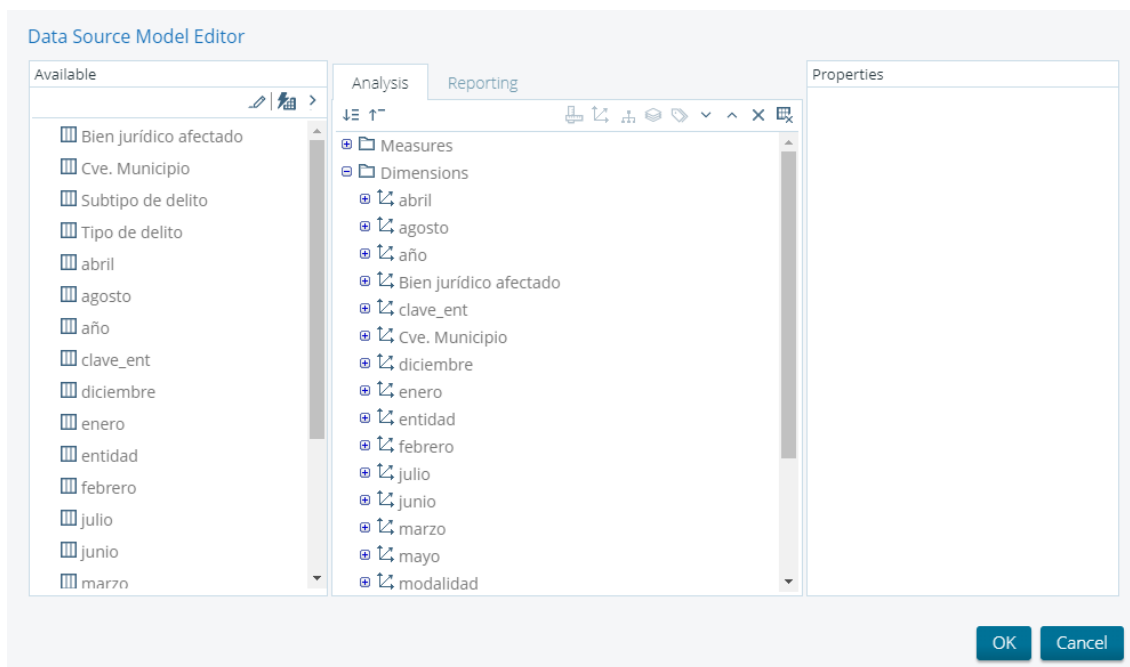 Data Source Model Editor
Available
Bien jurídico afectado
Cve. Municipio
Subtipo de delito
Tipo de delito
abril
agosto
año
clave_ent
diciembre
enero
entidad
febrero
julio
junio
marzo
Analysis
Reporting
Measures
Dimensions
abril
agosto
año
Bien jurídico afectado
clave_ent
Cve. Municipio
diciembre
enero
entidad
febrero
julio
junio
marzo
mayo
modalidad
Properties
OK
Cancel